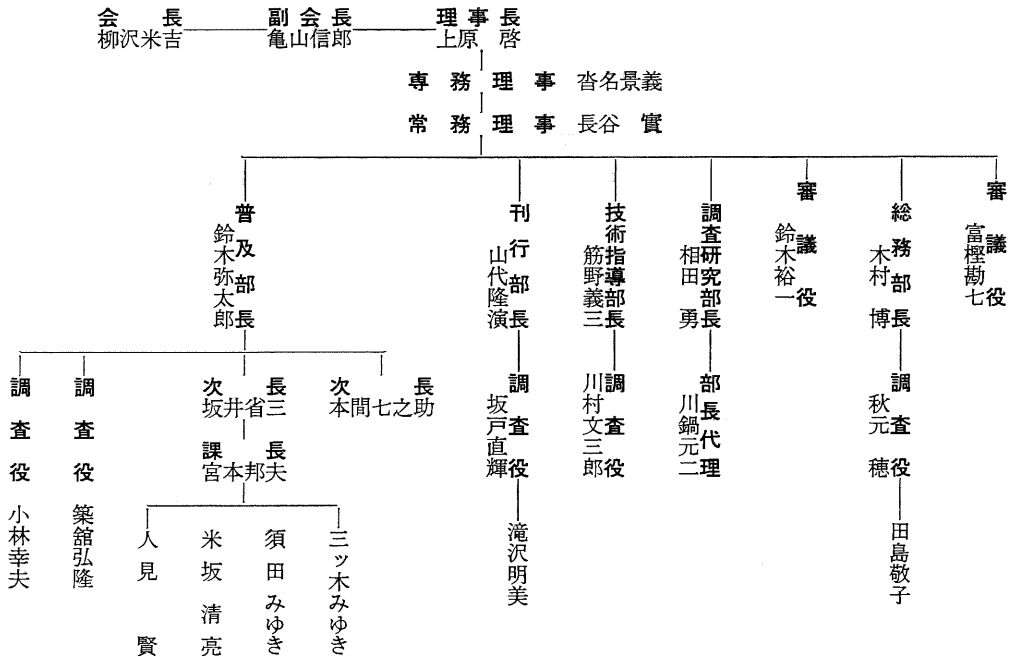 会長
柳沢米吉
副会長
亀山信郎
理事長
上原 啓
専務理事 沓名景義
常務理事 長谷 實
審議役
富樫勘七
総務部長
木村 博
調査役
秋元 穂
田島敬子
審議役
鈴木裕一
調査研究部長
相田 勇
部長代理
川鍋元二
技術指導部長
筋野義三
調査役
川村文三郎
刊行部長
山代隆演
調査役
坂戸直輝
滝沢明美
普及部長
鈴木弥太郎
次長
本間七之助
次長
坂井省三
課長
宮本邦夫
三ッ木みゆき
須田みゆき
米坂清亮
人見賢
調査役 築舘弘隆
調査役 小林幸夫